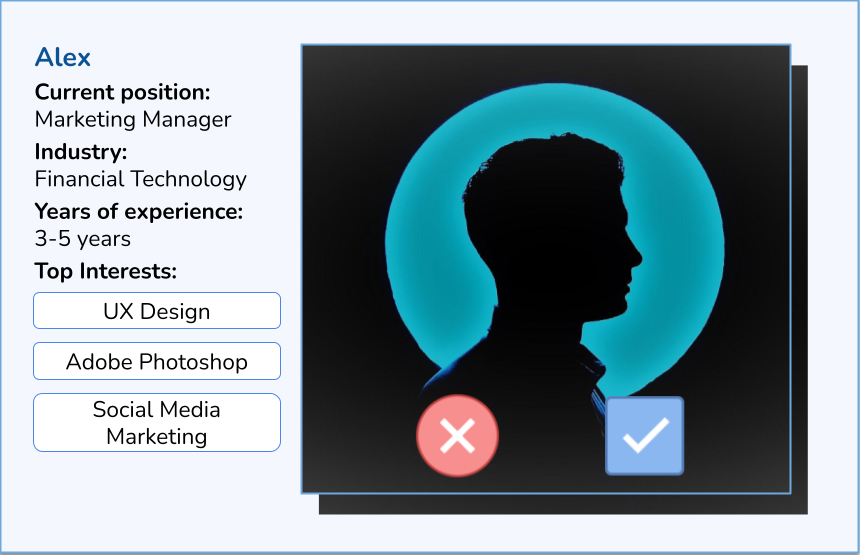 Alex
Current position:
Marketing Manager
Industry:
Financial Technology
Years of experience:
3-5 years
Top Interests:
UX Design
Adobe Photoshop
Social Media
Marketing